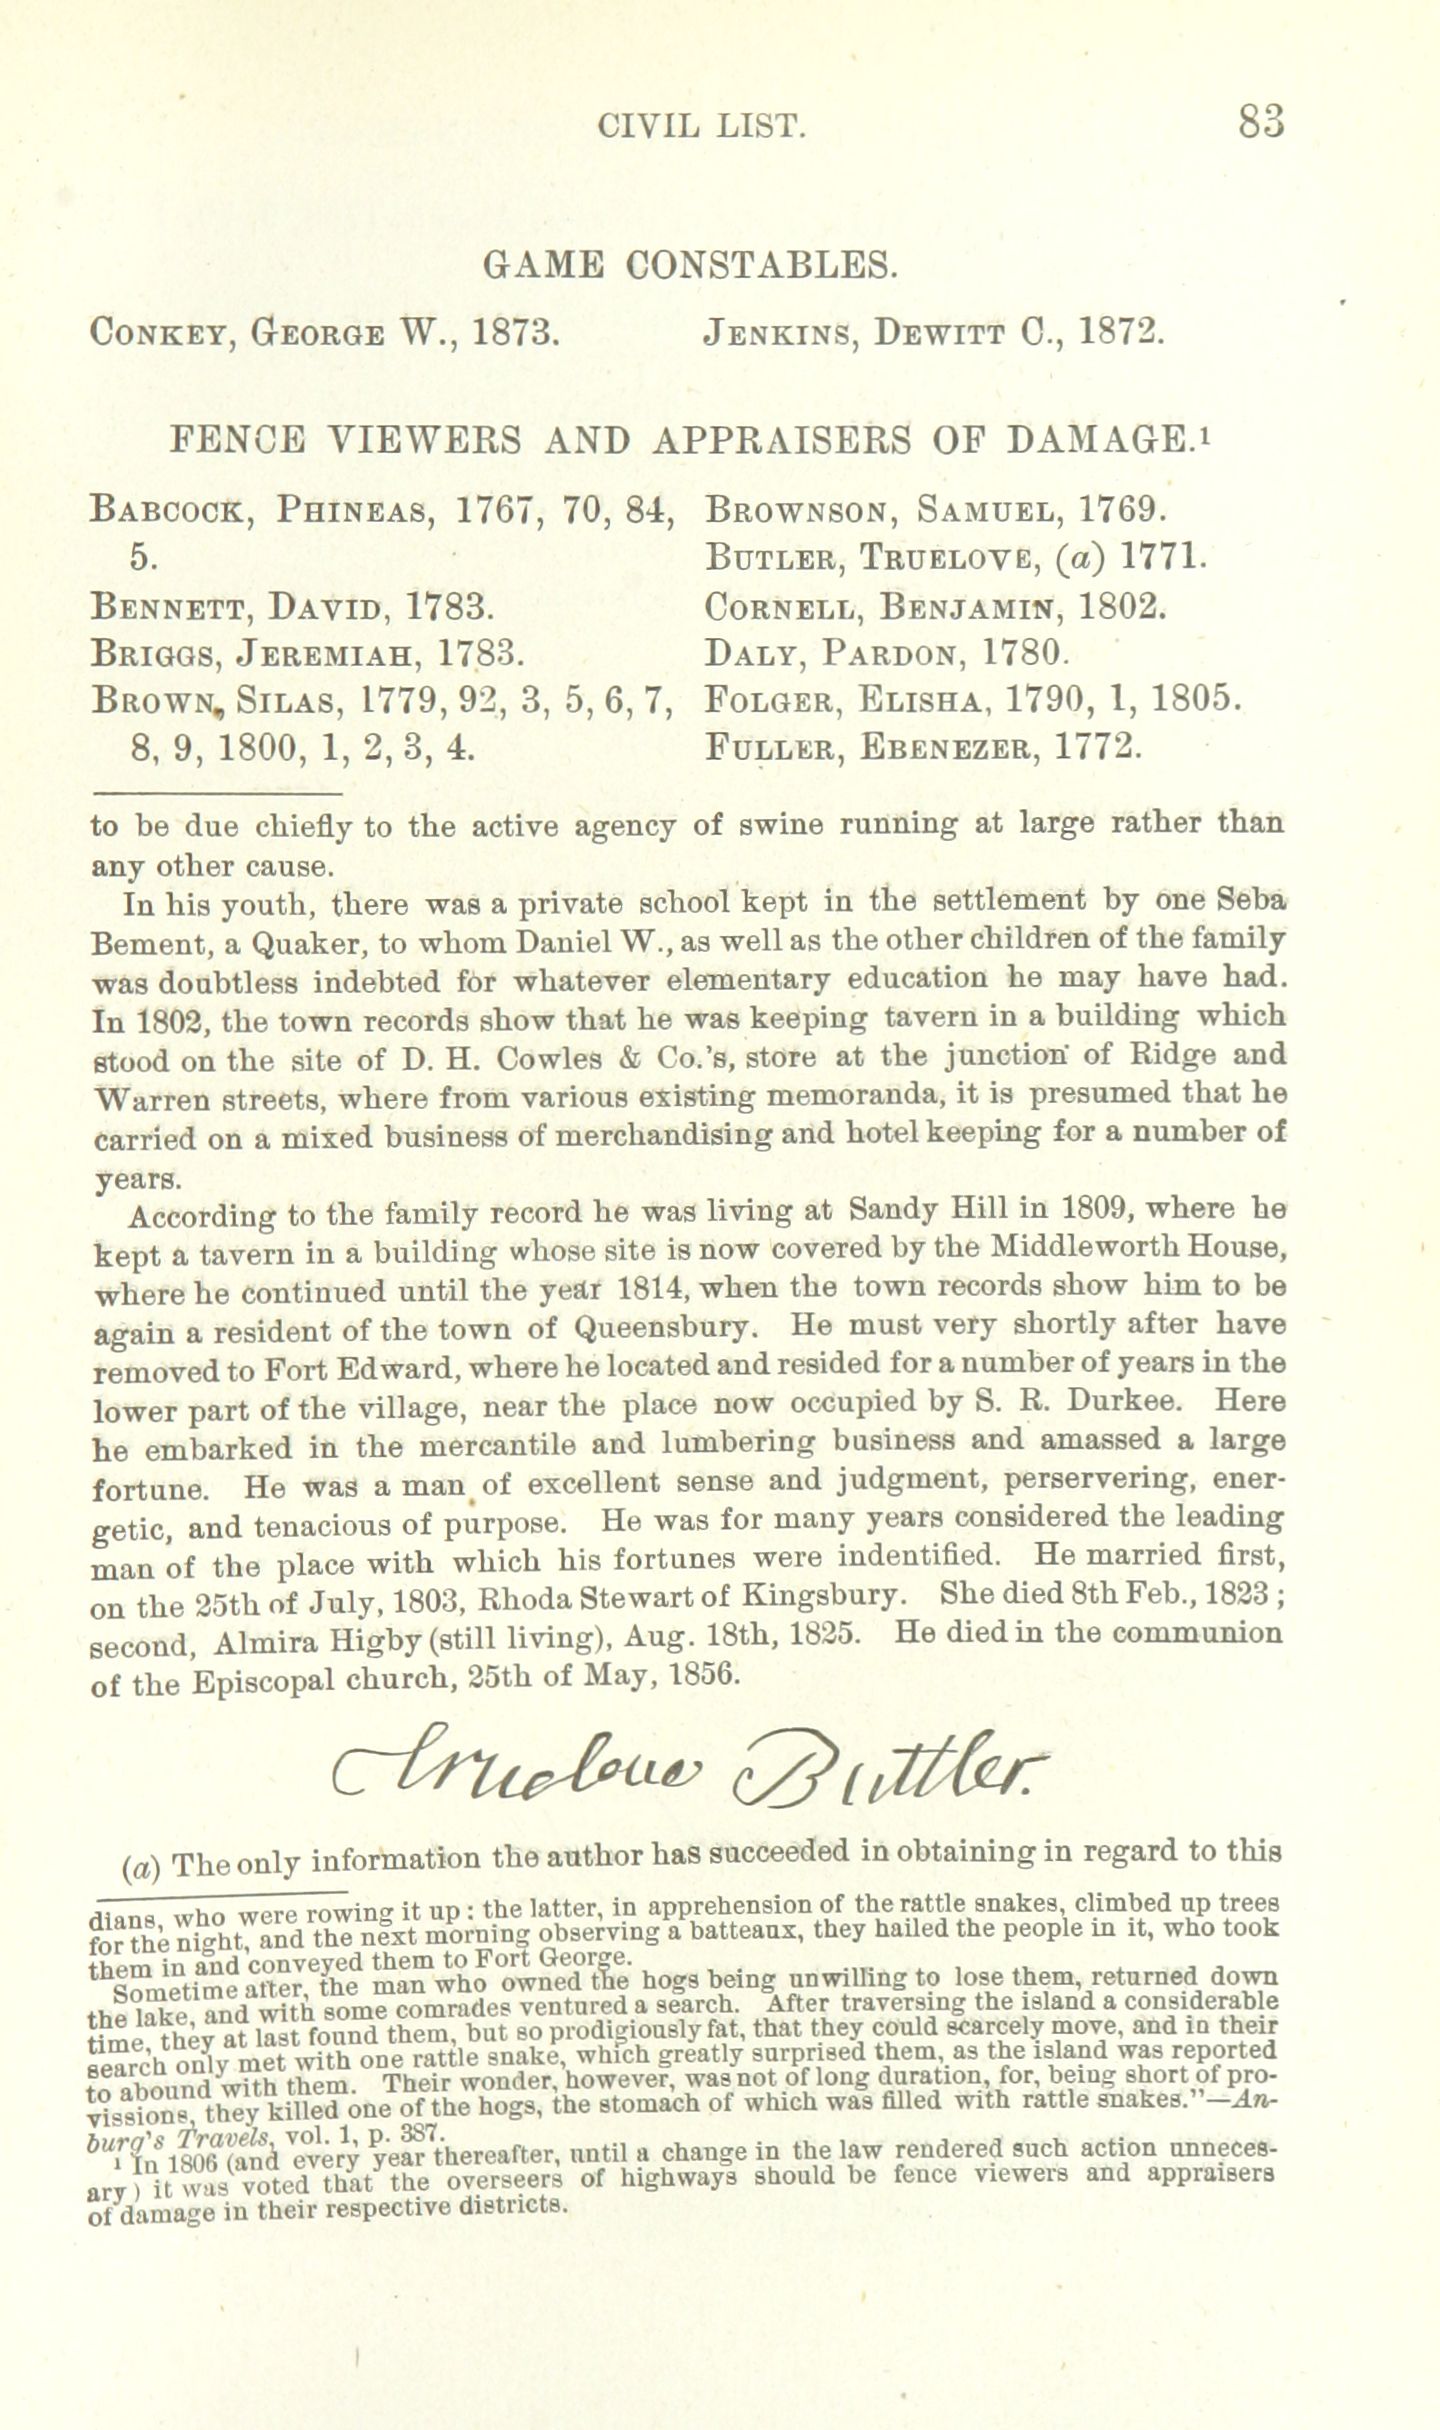 CIVIL LIST. 83
GAME CONSTABLES.
CONKEY, GEORGE W., 1873.
JENKINS, DEWITT C., 1872.
FENCE VIEWERS AND APPRAISERS OF DAMAGE.¹
BABCOCK, PHINEAS, 1767, 70, 84,
5.
BENNETT, DAVID, 1783.
BRIGGS, JEREMIAH, 1783.
BROWN, SILAS, 1779, 92, 3, 5, 6, 7,
8, 9, 1800, 1, 2, 3, 4.
BROWNSON, SAMUEL, 1769.
BUTLER, TRUELOVE, (a) 1771.
CORNELL, BENJAMIN, 1802.
DALY, PARDON, 1780.
FOLGER, ELISHA, 1790, 1, 1805.
FULLER, EBENEZER, 1772.
to be due chiefly to the active agency of swine running at large rather than
any other cause.
In his youth, there was a private school kept in the settlement by one Seba
Bement, a Quaker, to whom Daniel W., as well as the other children of the family
was doubtless indebted for whatever elementary education he may have had.
In 1802, the town records show that he was keeping tavern in a building which
stood on the site of D. H. Cowles & Co.'s, store at the junction of Ridge and
Warren streets, where from various existing memoranda, it is presumed that he
carried on a mixed business of merchandising and hotel keeping for a number of
years.
According to the family record he was living at Sandy Hill in 1809, where he
kept a tavern in a building whose site is now covered by the Middleworth House,
where he continued until the year 1814, when the town records show him to be
again a resident of the town of Queensbury. He must very shortly after have
removed to Fort Edward, where he located and resided for a number of years in the
lower part of the village, near the place now occupied by S. R. Durkee. Here
he embarked in the mercantile and lumbering business and amassed a large
fortune. He was a man of excellent sense and judgment, perservering, ener-
getic, and tenacious of purpose. He was for many years considered the leading
man of the place with which his fortunes were indentified. He married first,
on the 25th of July, 1803, Rhoda Stewart of Kingsbury. She died 8th Feb., 1823;
second, Almira Higby (still living), Aug. 18th, 1825. He died in the communion
of the Episcopal church, 25th of May, 1856.
Truelove Buttler.
(a) The only information the author has succeeded in obtaining in regard to this
dians, who were rowing it up: the latter, in apprehension of the rattle snakes, climbed up trees
for the night, and the next morning observing a batteaux, they hailed the people in it, who took
them in and conveyed them to Fort George.
Sometime after, the man who owned the hogs being unwilling to lose them, returned down
the lake, and with some comrades ventured a search. After traversing the island a considerable
time, they at last found them, but so prodigiously fat, that they could scarcely move, and in their
search only met with one rattle snake, which greatly surprised them, as the island was reported
to abound with them. Their wonder, however, was not of long duration, for, being short of pro-
vissions, they killed one of the hogs, the stomach of which was filled with rattle snakes."—An-
burg's Travels, vol. 1, p. 387.
¹ In 1806 (and every year thereafter, until a change in the law rendered such action unneces-
ary) it was voted that the overseers of highways should be fence viewers and appraisers
of damage in their respective districts.